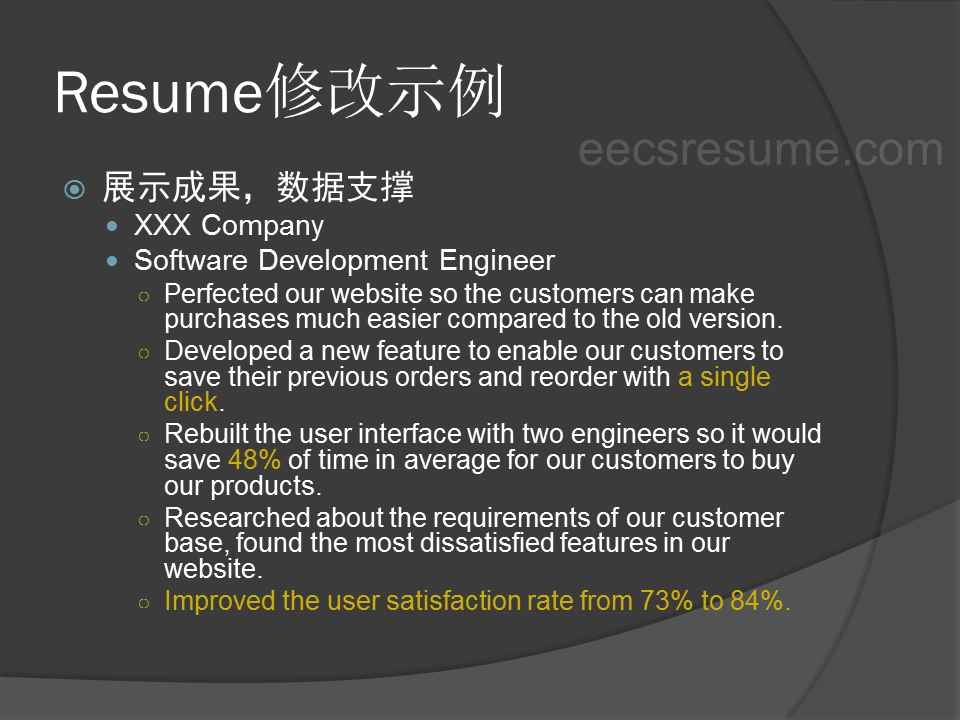 Resume修改示例
eecsresume.com
展示成果，数据支撑
XXX Company
Software Development Engineer
Perfected our website so the customers can make
purchases much easier compared to the old version.
Developed a new feature to enable our customers to
save their previous orders and reorder with a single
click.
Rebuilt the user interface with two engineers so it would
save 48% of time in average for our customers to buy
our products.
Researched about the requirements of our customer
base, found the most dissatisfied features in our
website.
Improved the user satisfaction rate from 73% to 84%.